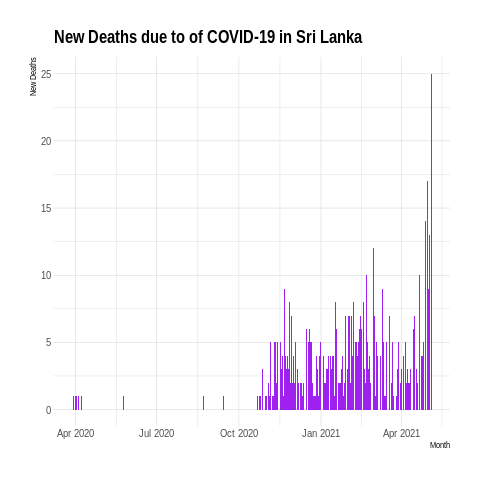 New Deaths due to of COVID-19 in Sri Lanka
New Deaths
25
20
15
10
5
0
Apr 2020 Jul 2020 Oct 2020 Jan 2021 Apr 2021
Month